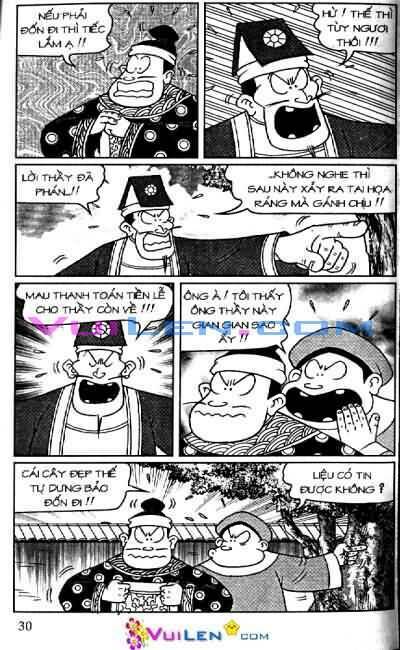 NẾU PHẢI
ĐỐN ĐI THÌ TIẾC
LẮM Ạ !!
HỪ ! THẾ THÌ
TÙY NGƯƠI
THÔI !!!
LỜI THẦY ĐÃ
PHÁN..!!
..KHÔNG NGHE THÌ
SAU NÀY XẢY RA TAI HỌA
RÁNG MÀ GÁNH CHỊU !!
MAU THANH TOÁN TIỀN LỄ
CHO THẦY CÒN VỀ !!!
ÔNG À ! TÔI THẤY
ÔNG THẦY NÀY
GIAN GIAN SAO
ẤY !!
VUILEN.COM
CÁI CÂY ĐẸP THẾ
TỰ DƯNG BẢO
ĐỐN ĐI !!
LIỆU CÓ TIN
ĐƯỢC KHÔNG ?
30
VUILEN.COM